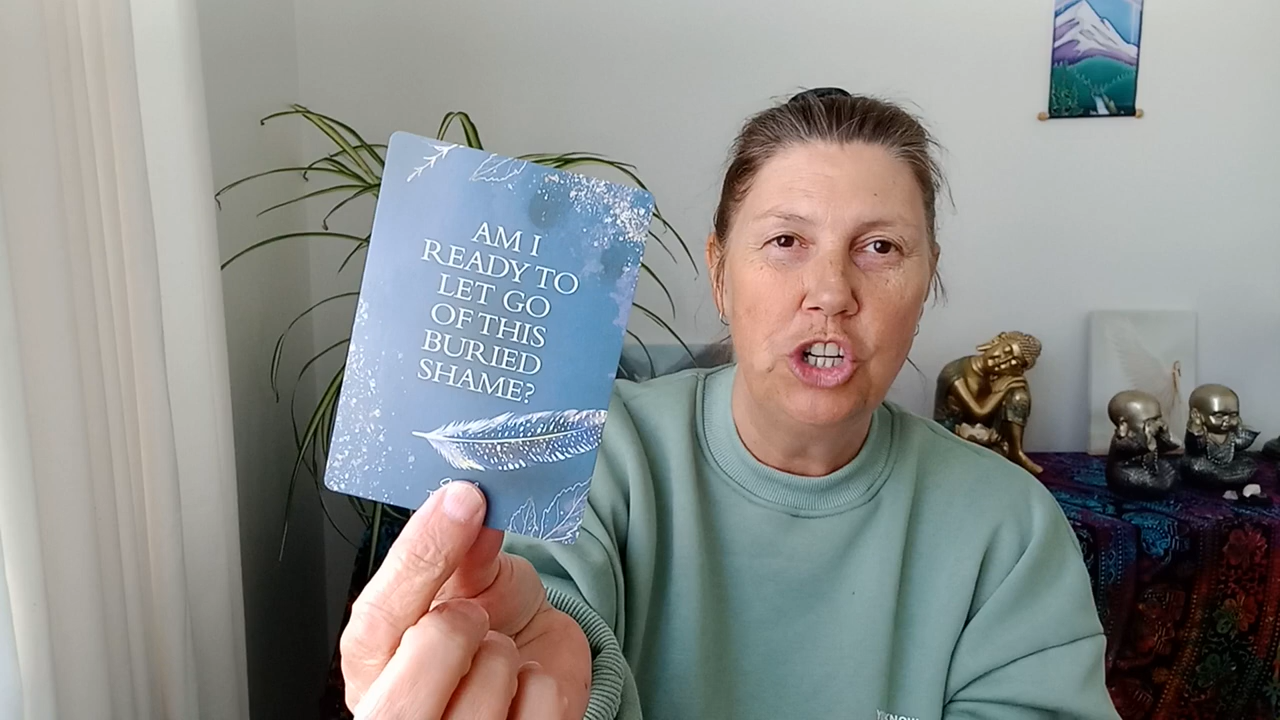 AM I
READY TO
LET GO
OF THIS
BURIED
SHAME?